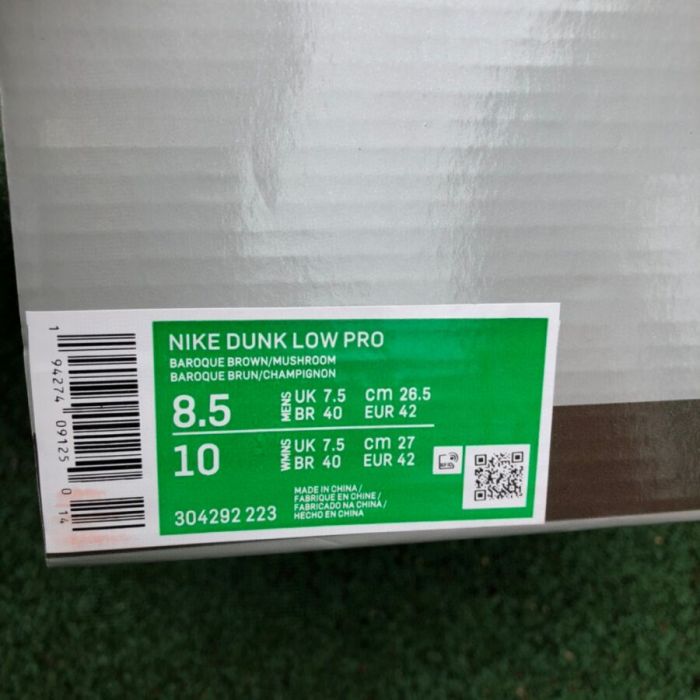 NIKE DUNK LOW PRO
BAROQUE BROWN/MUSHROOM
BAROQUE BRUN/CHAMPIGNON
8.5 MENS UK 7.5 cm 26.5
BR 40 EUR 42
10 WMNS UK 7.5 cm 27
BR 40 EUR 42
RFID
304292 223
MADE IN CHINA /
FABRIQUE EN CHINE /
FABRICADO NA CHINA /
HECHO EN CHINA
1 94274 09125 0 14